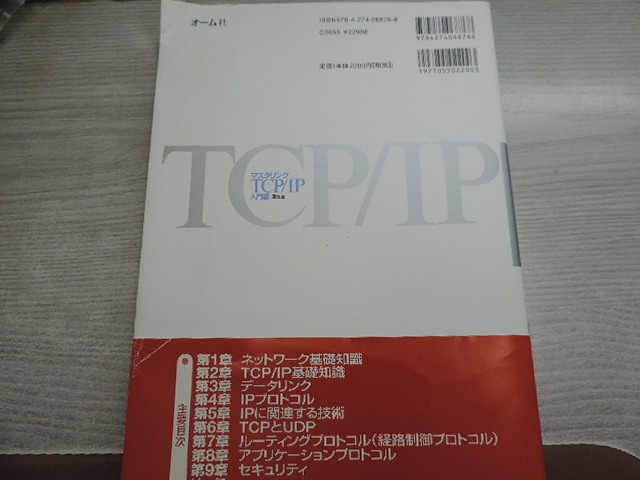 オーム社
ISBN978-4-274-06876-8
C3055 ¥2200E
定価(本体2200円【税別】)
9784274068768
1923055022003
TCP/IP
マスタリング
TCP/IP
入門編 第5版
主要目次
第1章 ネットワーク基礎知識
第2章 TCP/IP基礎知識
第3章 データリンク
第4章 IPプロトコル
第5章 IPに関連する技術
第6章 TCPとUDP
第7章 ルーティングプロトコル(経路制御プロトコル)
第8章 アプリケーションプロトコル
第9章 セキュリティ